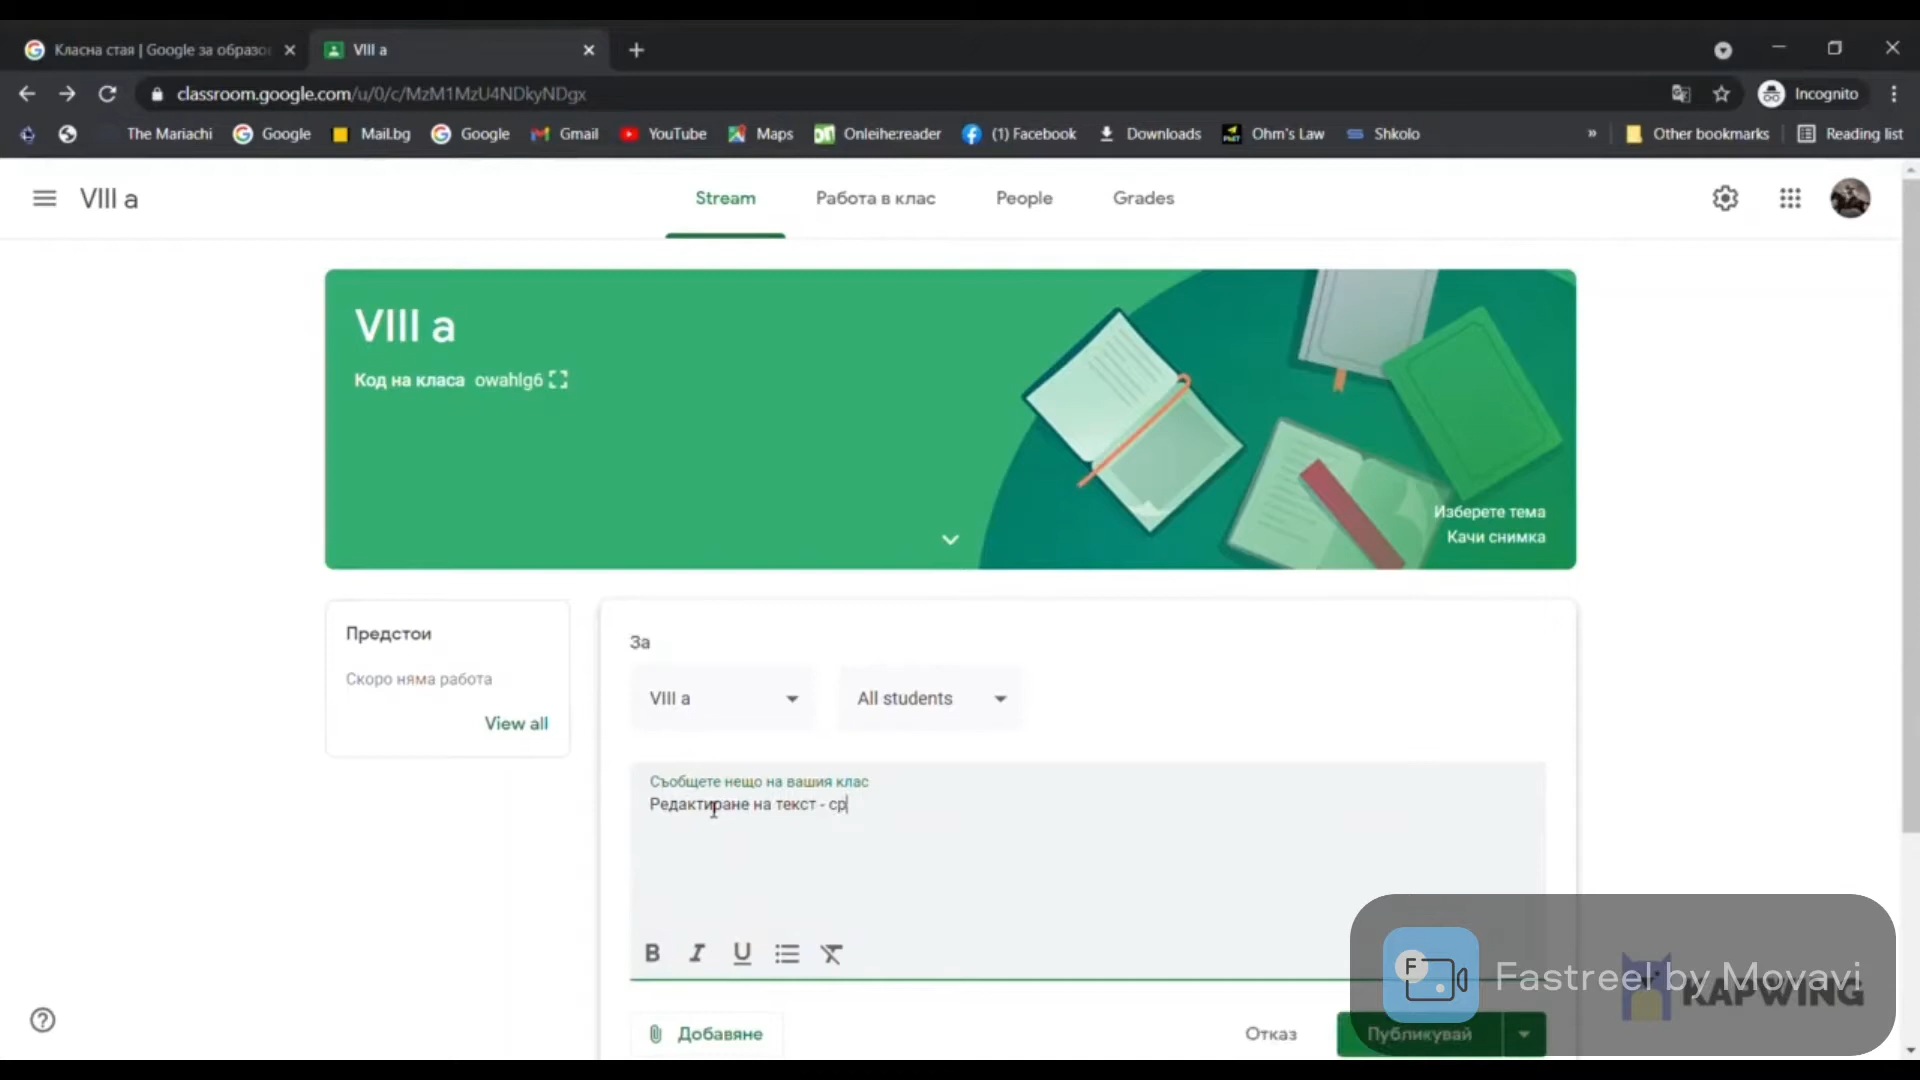 Класна стая | Google за образо
VIII a
classroom.google.com/u/0/c/MzM1MzU4NDkyNDgx
Incognito
The Mariachi
Google
Mail.bg
Google
Gmail
YouTube
Maps
Onleihe:reader
(1) Facebook
Downloads
Ohm's Law
Shkolo
»
Other bookmarks
Reading list
VIII a
Stream
Работа в клас
People
Grades
VIII a
Код на класа owahlg6
Изберете тема
Качи снимка
Предстои
Скоро няма работа
View all
За
VIII a
All students
Съобщете нещо на вашия клас
Редактиране на текст - ср
B I U
Добавяне
Отказ
Публикувай
Fastreel by Movavi
KAPWING